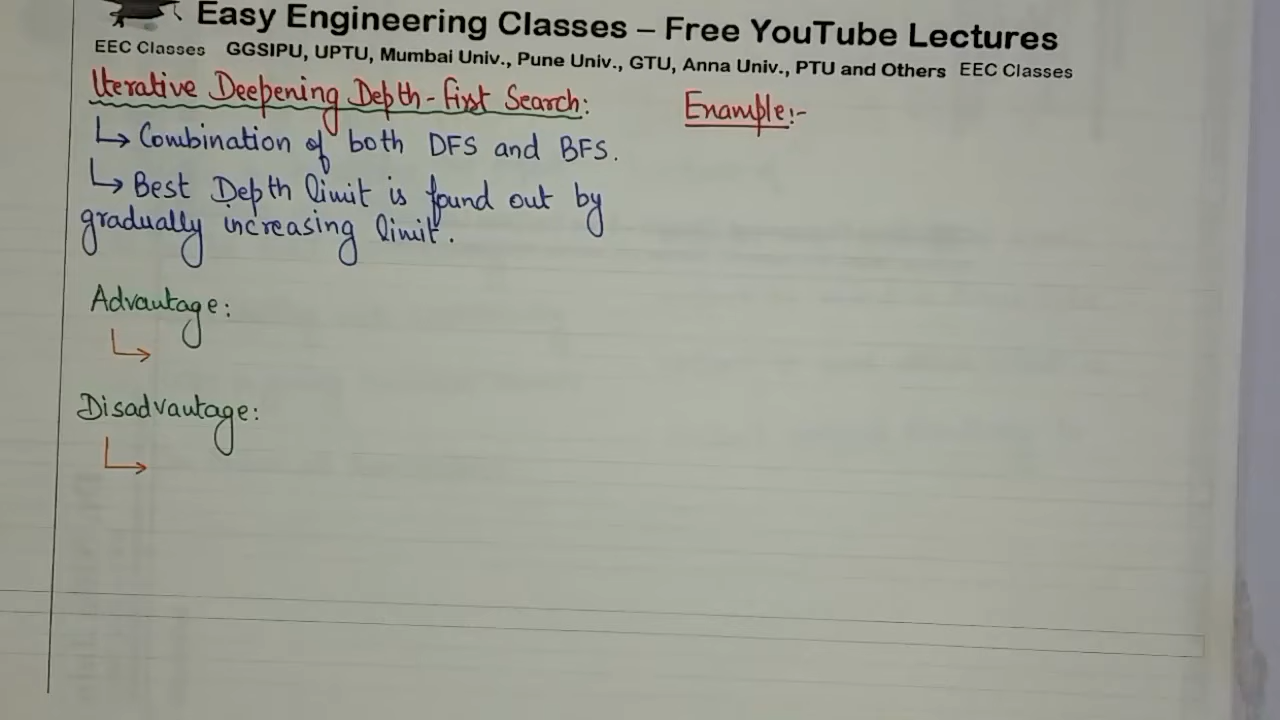 Easy Engineering Classes – Free YouTube Lectures
EEC Classes GGSIPU, UPTU, Mumbai Univ., Pune Univ., GTU, Anna Univ., PTU and Others EEC Classes
Iterative Deepening Depth-First Search:
Example:-
↳ Combination of both DFS and BFS.
↳ Best Depth limit is found out by
gradually increasing limit.
Advantage:
↳
Disadvantage:
↳